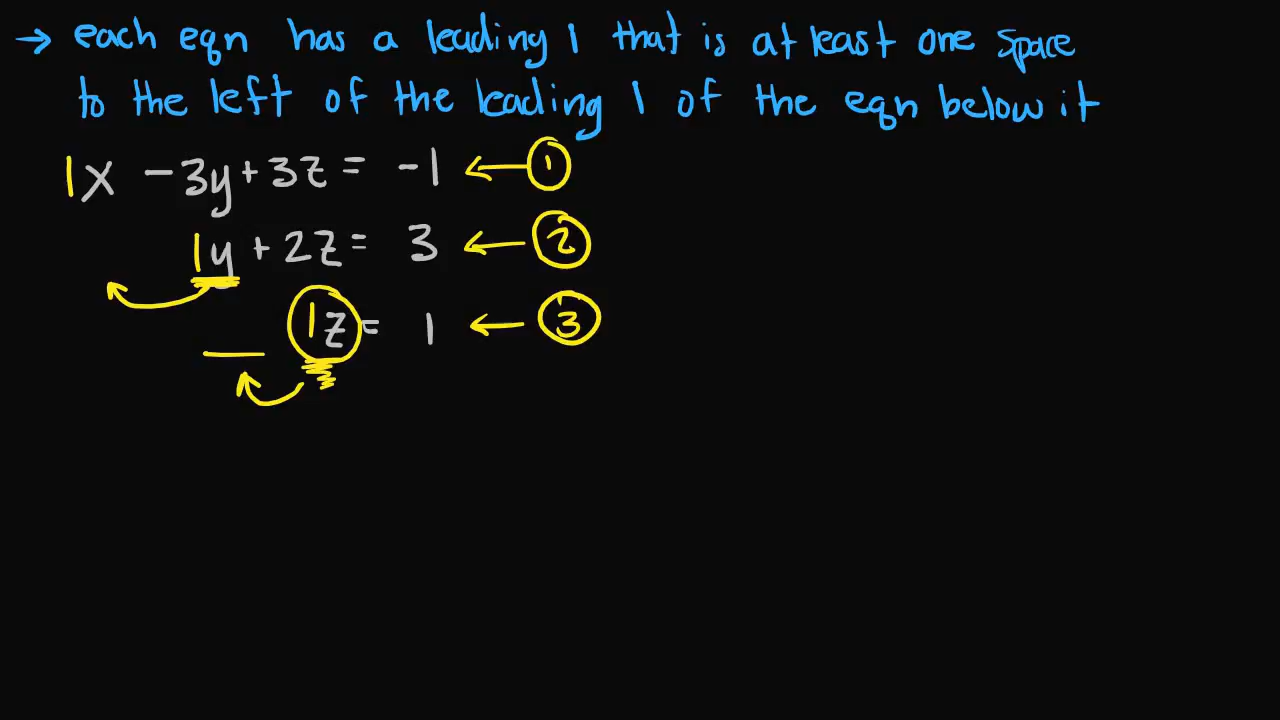 → each eqn has a leading 1 that is at least one space
to the left of the leading 1 of the eqn below it
1x - 3y + 3z = -1 ← 1
1y + 2z = 3 ← 2
1z = 1 ← 3